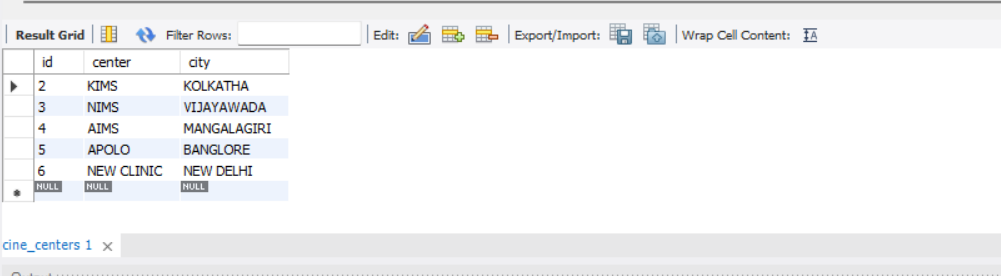 Result Grid Filter Rows: Edit: Export/Import: Wrap Cell Content: IA
id center city
2 KIMS KOLKATHA
3 NIMS VIJAYAWADA
4 AIMS MANGALAGIRI
5 APOLO BANGLORE
6 NEW CLINIC NEW DELHI
NULL NULL NULL
cine_centers 1